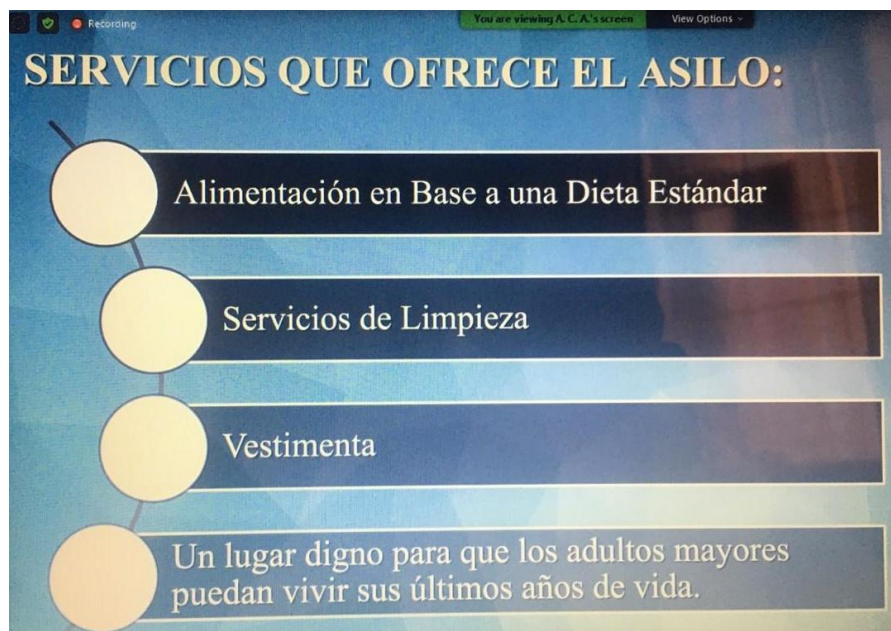 Recording
You are viewing A. C. A.'s screen
View Options
SERVICIOS QUE OFRECE EL ASILO:
Alimentación en Base a una Dieta Estándar
Servicios de Limpieza
Vestimenta
Un lugar digno para que los adultos mayores
puedan vivir sus últimos años de vida.